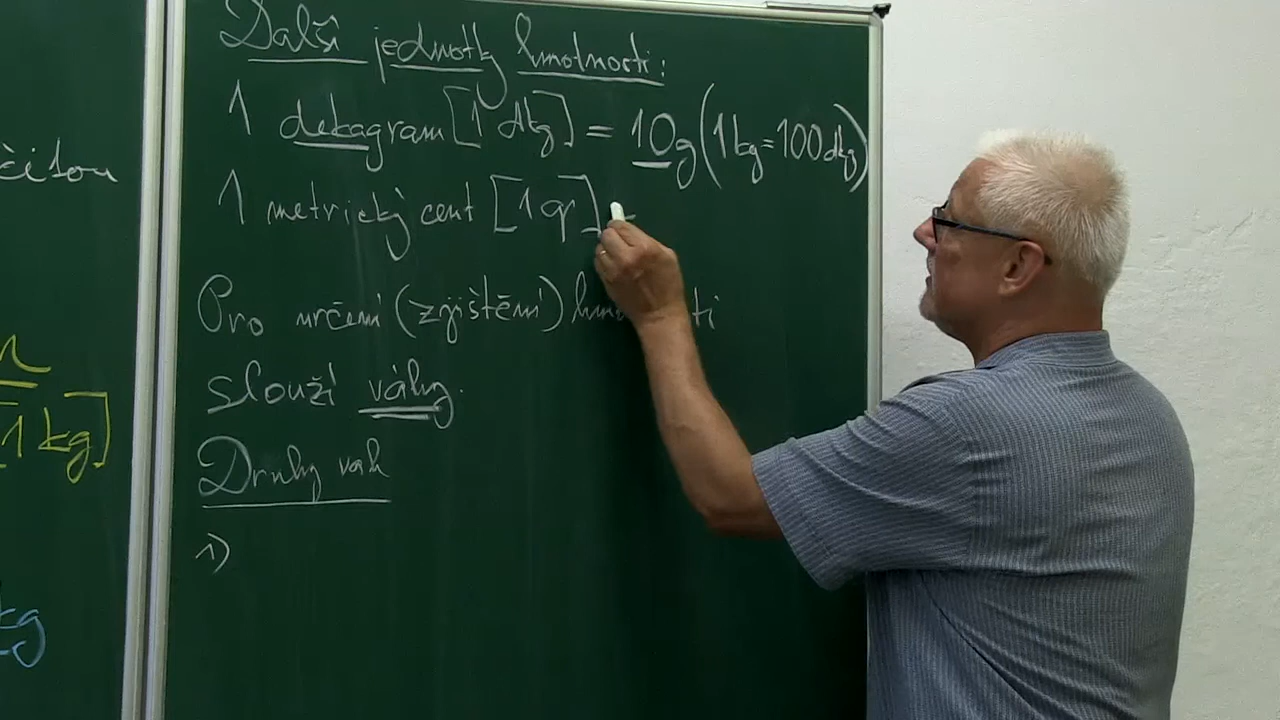 Další jednotky hmotnosti:
1 dekagram [1 dkg] = 10g (1kg=100dkg)
1 metrický cent [1 q] =
Pro určení (zjištění)
slouží váhy.
Druhy vah
1)
[1 kg]
kg